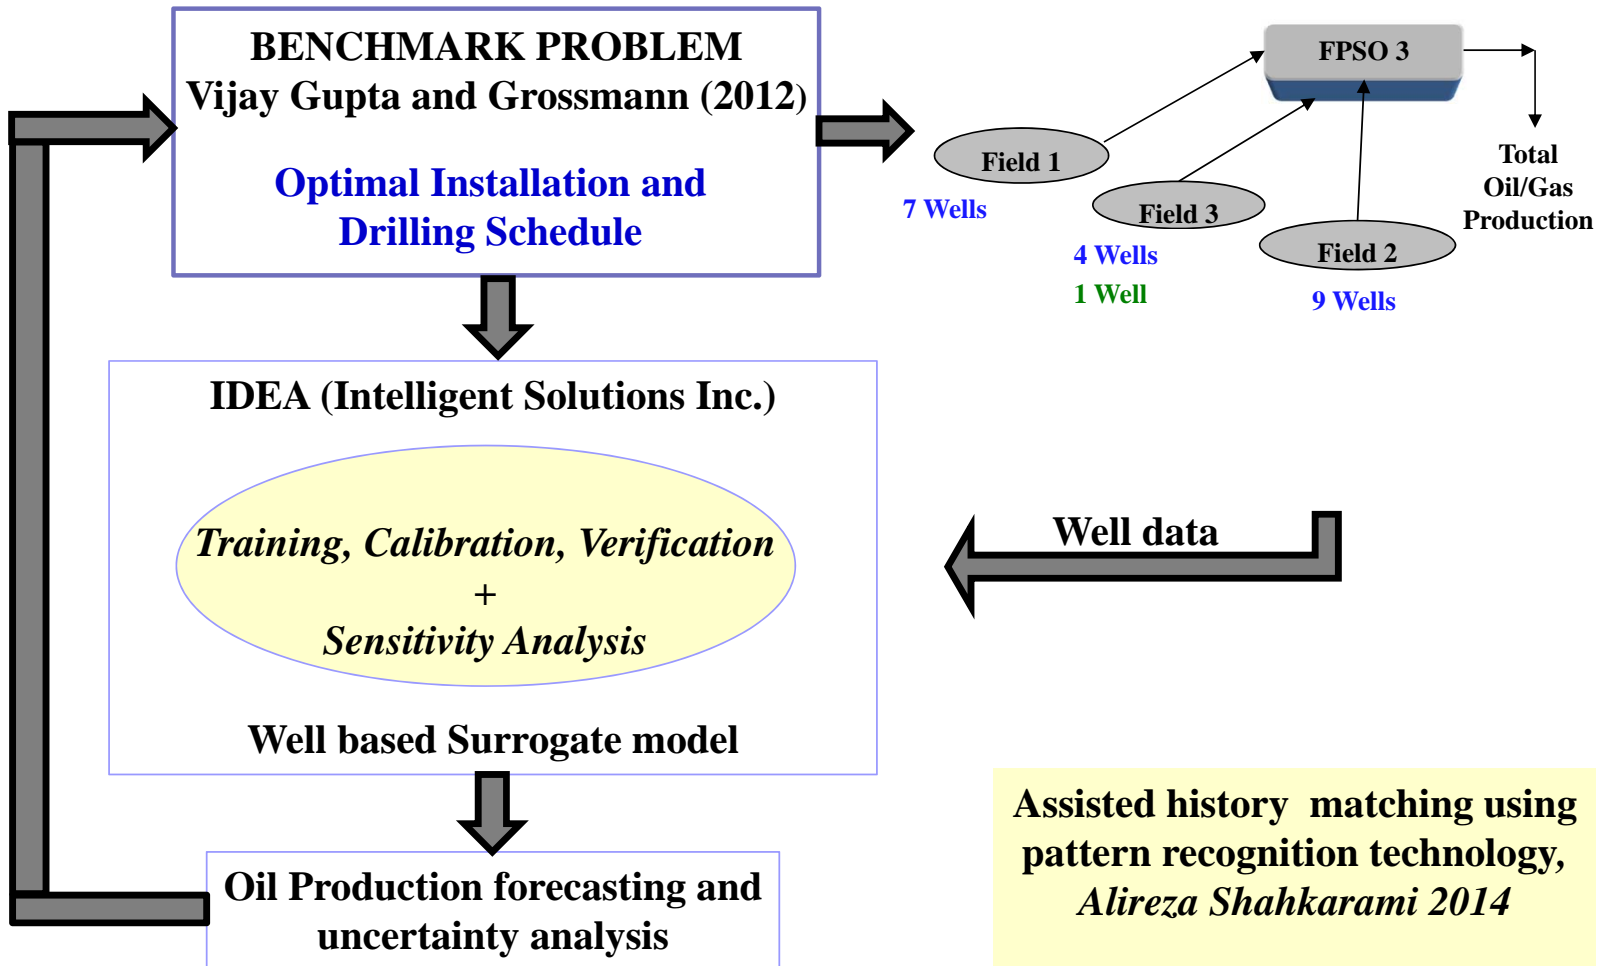 BENCHMARK PROBLEM
Vijay Gupta and Grossmann (2012)
Optimal Installation and
Drilling Schedule
FPSO 3
Field 1
7 Wells
Field 3
4 Wells
1 Well
Field 2
9 Wells
Total
Oil/Gas
Production
IDEA (Intelligent Solutions Inc.)
Training, Calibration, Verification
+
Sensitivity Analysis
Well based Surrogate model
Well data
Oil Production forecasting and
uncertainty analysis
Assisted history matching using
pattern recognition technology,
Alireza Shahkarami 2014